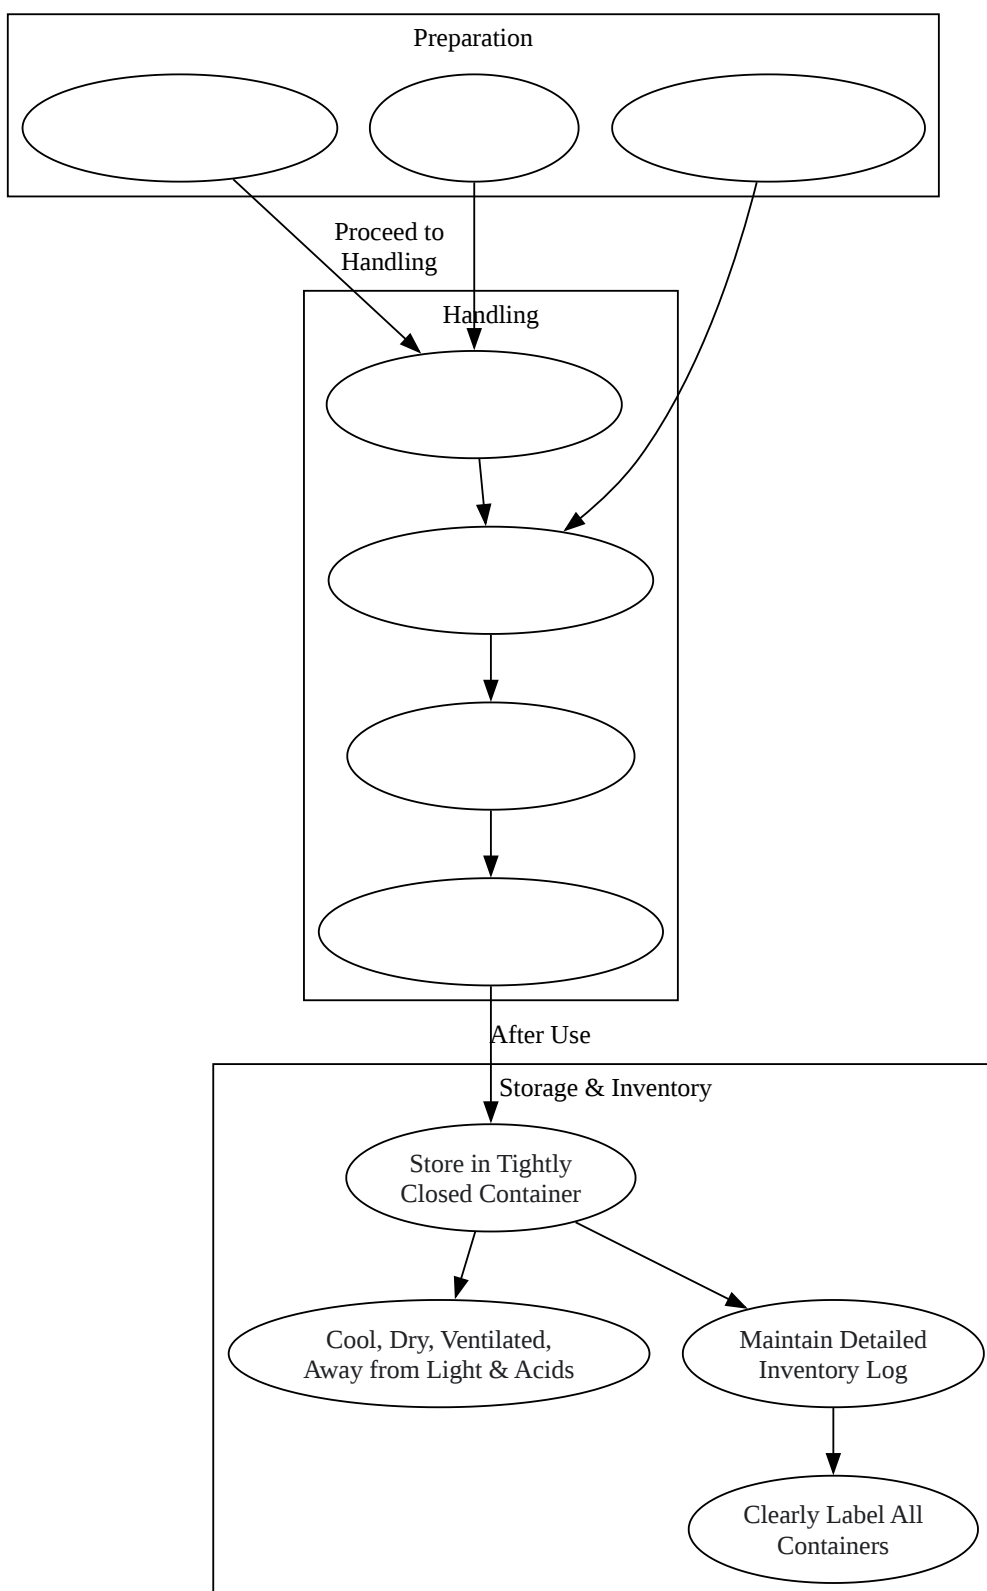 Preparation
Proceed to
Handling
Handling
After Use
Storage & Inventory
Store in Tightly
Closed Container
Cool, Dry, Ventilated,
Away from Light & Acids
Maintain Detailed
Inventory Log
Clearly Label All
Containers